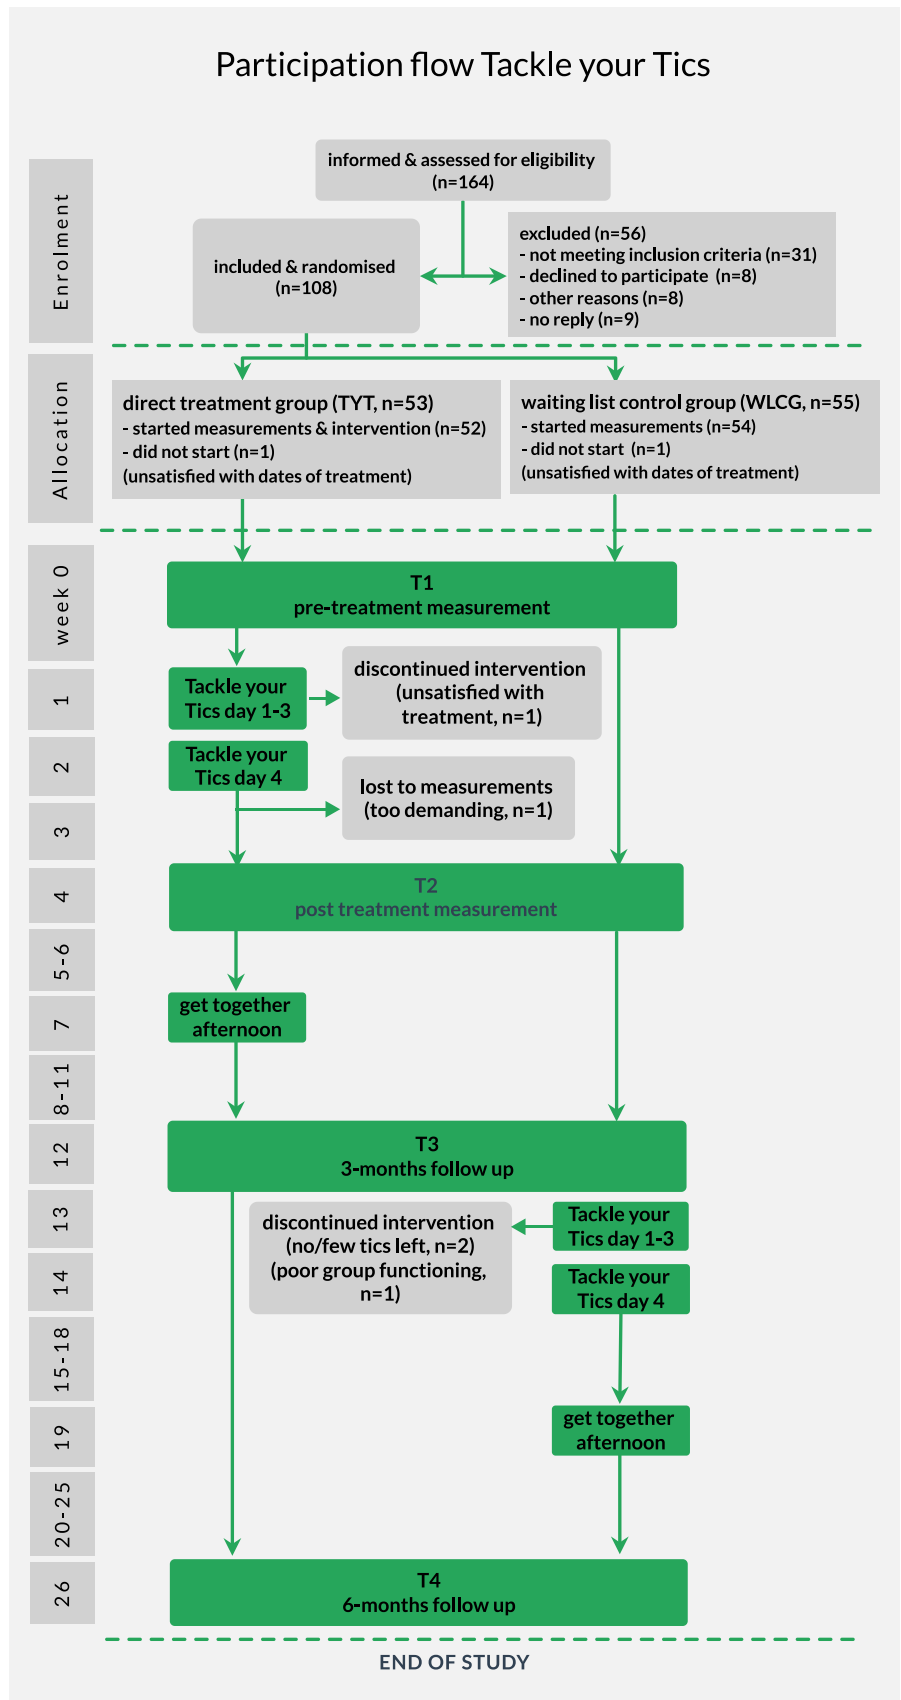 Participation flow Tackle your Tics
Enrolment
informed & assessed for eligibility
(n=164)
included & randomised
(n=108)
excluded (n=56)
- not meeting inclusion criteria (n=31)
- declined to participate (n=8)
- other reasons (n=8)
- no reply (n=9)
Allocation
direct treatment group (TYT, n=53)
- started measurements & intervention (n=52)
- did not start (n=1)
(unsatisfied with dates of treatment)
waiting list control group (WLCG, n=55)
- started measurements (n=54)
- did not start (n=1)
(unsatisfied with dates of treatment)
week 0
T1
pre-treatment measurement
1
Tackle your
Tics day 1-3
discontinued intervention
(unsatisfied with
treatment, n=1)
2
Tackle your
Tics day 4
lost to measurements
(too demanding, n=1)
3
4
T2
post treatment measurement
5-6
7
get together
afternoon
8-11
12
T3
3-months follow up
13
discontinued intervention
(no/few tics left, n=2)
(poor group functioning,
n=1)
Tackle your
Tics day 1-3
14
Tackle your
Tics day 4
15-18
19
get together
afternoon
20-25
26
T4
6-months follow up
END OF STUDY